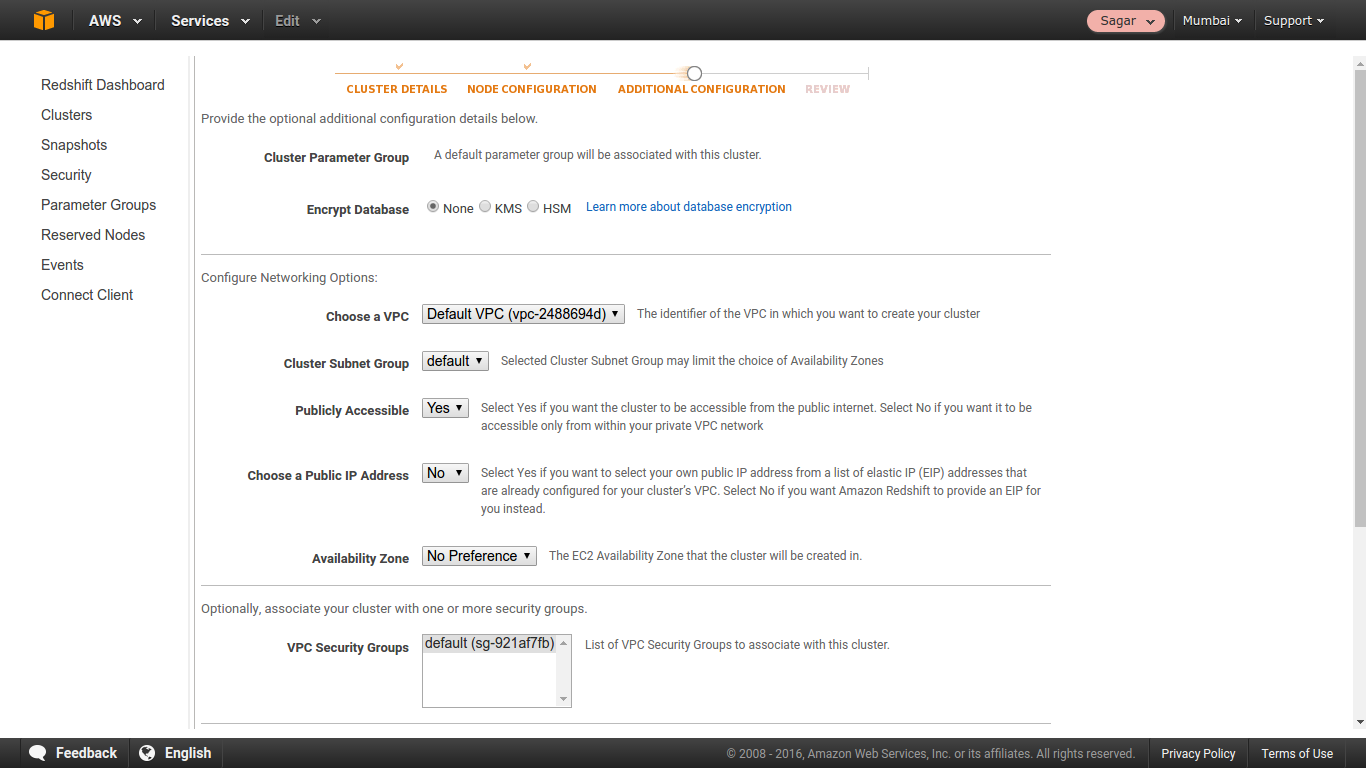 AWS Services Edit Sagar Mumbai Support
Redshift Dashboard
Clusters
Snapshots
Security
Parameter Groups
Reserved Nodes
Events
Connect Client
CLUSTER DETAILS NODE CONFIGURATION ADDITIONAL CONFIGURATION REVIEW
Provide the optional additional configuration details below.
Cluster Parameter Group A default parameter group will be associated with this cluster.
Encrypt Database None KMS HSM Learn more about database encryption
Configure Networking Options:
Choose a VPC Default VPC (vpc-2488694d) The identifier of the VPC in which you want to create your cluster
Cluster Subnet Group default Selected Cluster Subnet Group may limit the choice of Availability Zones
Publicly Accessible Yes Select Yes if you want the cluster to be accessible from the public internet. Select No if you want it to be
accessible only from within your private VPC network
Choose a Public IP Address No Select Yes if you want to select your own public IP address from a list of elastic IP (EIP) addresses that
are already configured for your cluster's VPC. Select No if you want Amazon Redshift to provide an EIP for
you instead.
Availability Zone No Preference The EC2 Availability Zone that the cluster will be created in.
Optionally, associate your cluster with one or more security groups.
VPC Security Groups default (sg-921af7fb) List of VPC Security Groups to associate with this cluster.
Feedback English © 2008 - 2016, Amazon Web Services, Inc. or its affiliates. All rights reserved. Privacy Policy Terms of Use